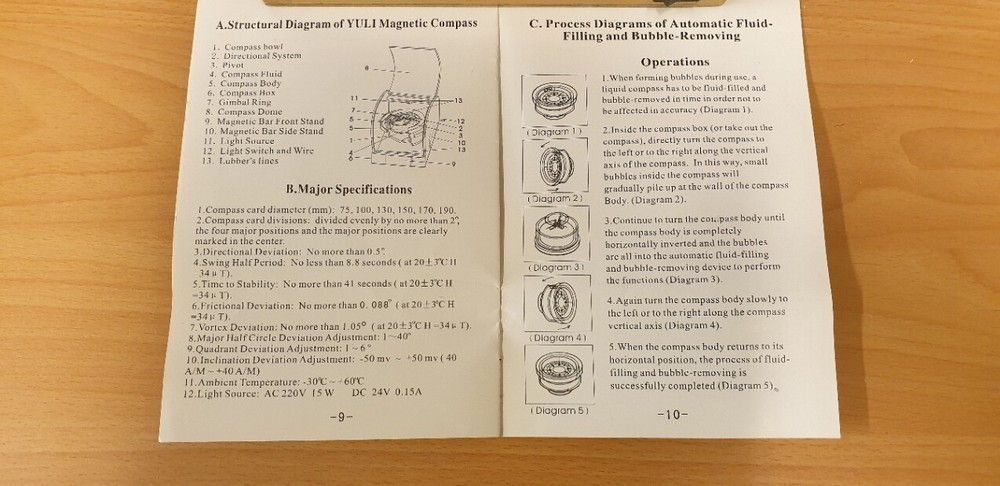 A.Structural Diagram of YULI Magnetic Compass
1. Compass bowl
2. Directional System
3. Pivot
4. Compass Fluid
5. Compass Body
6. Compass Box
7. Gimbal Ring
8. Compass Dome
9. Magnetic Bar Front Stand
10. Magnetic Bar Side Stand
11. Light Source
12. Light Switch and Wire
13. Lubber's lines
8
11
13
7
6
5
1
4
6
12
2
3
10
13
9
B.Major Specifications
1.Compass card diameter (mm): 75, 100, 130, 150, 170, 190.
2.Compass card divisions: divided evenly by no more than 2°,
the four major positions and the major positions are clearly
marked in the center.
3.Directional Deviation: No more than 0.5°.
4.Swing Half Period: No less than 8.8 seconds ( at 20±3℃ H
34 μ T).
5.Time to Stability: No more than 41 seconds ( at 20±3℃ H
=34 μ T).
6.Frictional Deviation: No more than 0. 088° ( at 20±3℃ H
=34 μ T).
7.Vortex Deviation: No more than 1.05° ( at 20±3℃ H =34 μ T).
8.Major Half Circle Deviation Adjustment: 1~40°
9.Quadrant Deviation Adjustment: 1 ~ 6°
10.Inclination Deviation Adjustment: -50 mv ~ +50 mv ( 40
A/M ~ +40 A/M)
11.Ambient Temperature: -30℃ ~ +60℃
12.Light Source: AC 220V 15 W DC 24V 0.15A
-9-
C. Process Diagrams of Automatic Fluid-
Filling and Bubble-Removing
Operations
1.When forming bubbles during use, a
liquid compass has to be fluid-filled and
bubble-removed in time in order not to
be affected in accuracy (Diagram 1).
( Diagram 1 )
2.Inside the compass box (or take out the
compass), directly turn the compass to
the left or to the right along the vertical
axis of the compass. In this way, small
bubbles inside the compass will
gradually pile up at the wall of the compass
Body. (Diagram 2).
( Diagram 2 )
3.Continue to turn the compass body until
the compass body is completely
horizontally inverted and the bubbles
are all into the automatic fluid-filling
and bubble-removing device to perform
the functions (Diagram 3).
( Diagram 3 )
4.Again turn the compass body slowly to
the left or to the right along the compass
vertical axis (Diagram 4).
( Diagram 4 )
5.When the compass body returns to its
horizontal position, the process of fluid-
filling and bubble-removing is
successfully completed (Diagram 5)。
( Diagram 5 )
-10-